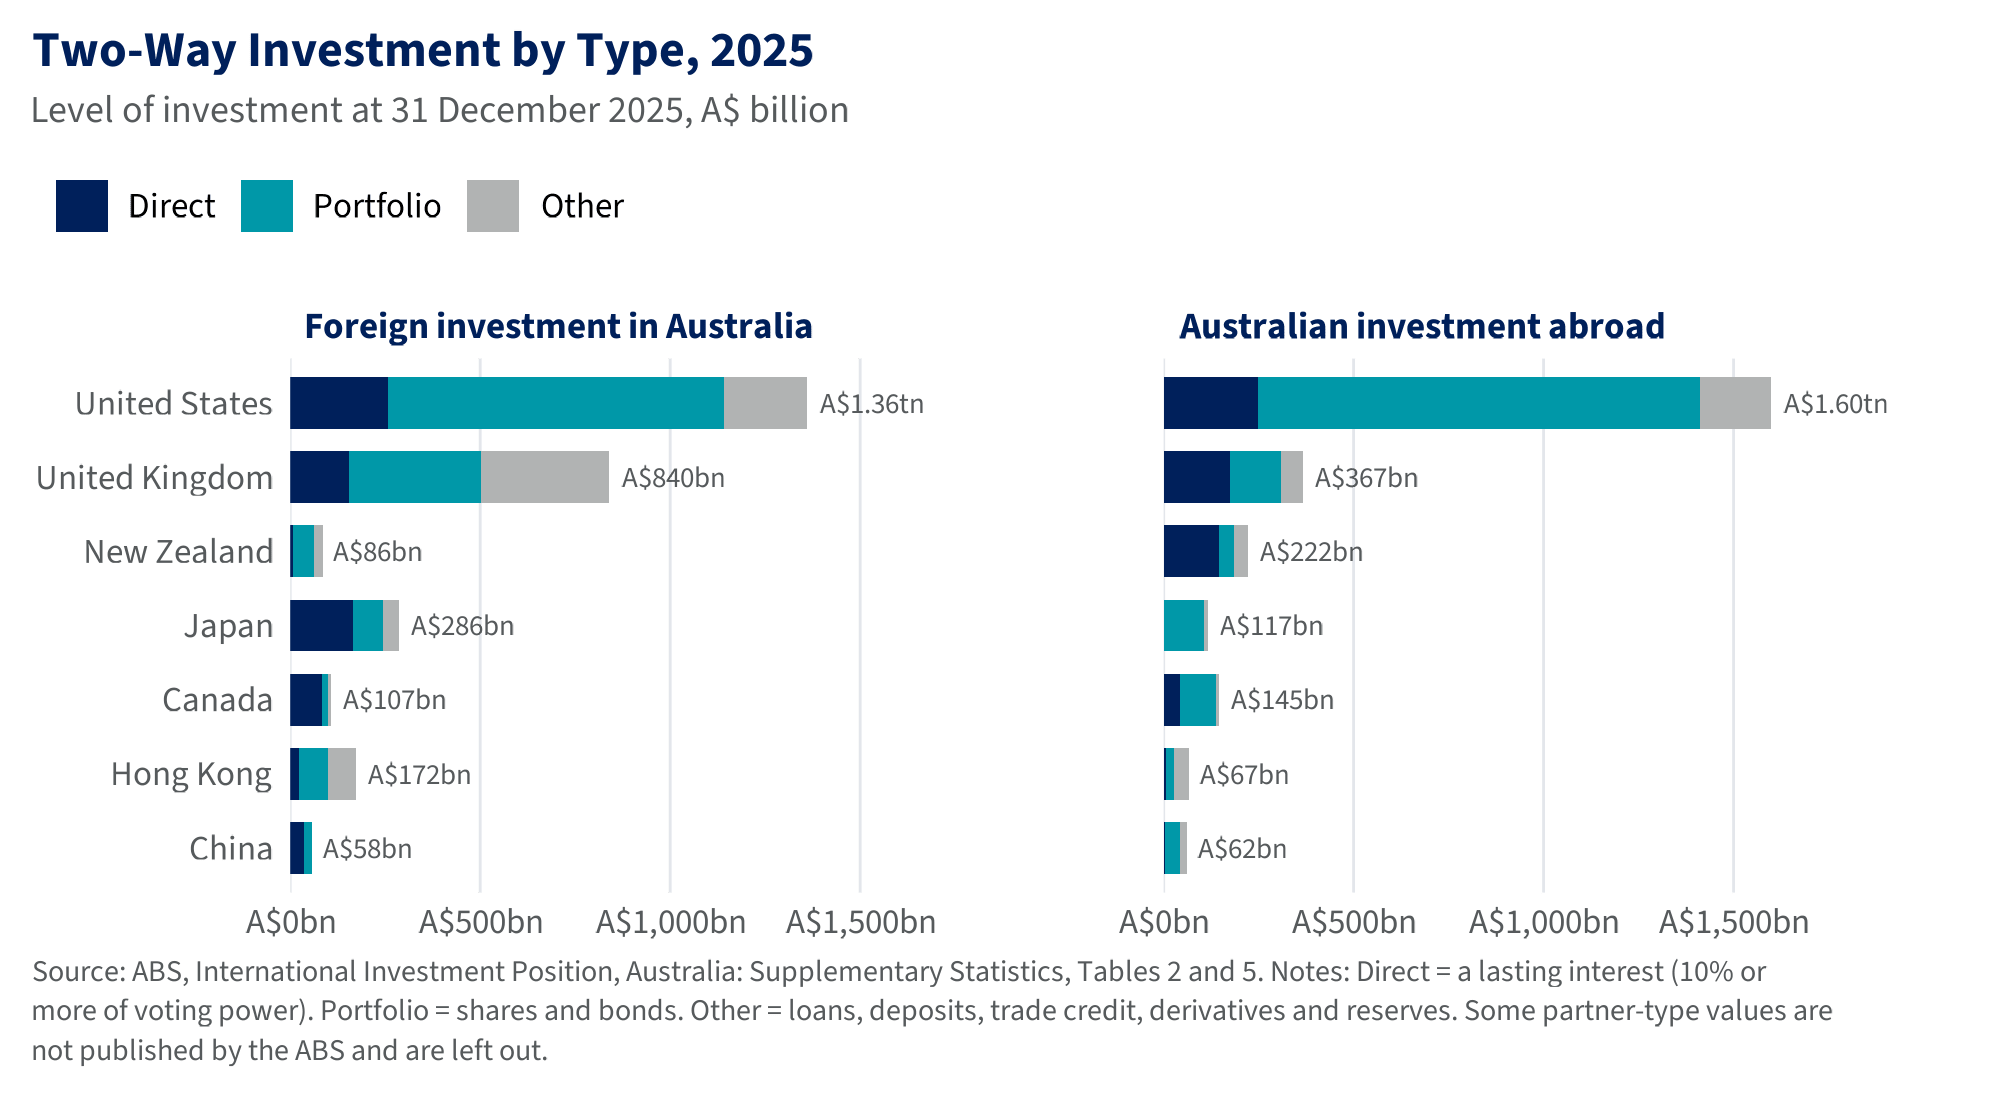 Two-Way Investment by Type, 2025
Level of investment at 31 December 2025, A$ billion
Direct
Portfolio
Other
Foreign investment in Australia
United States
A$1.36tn
United Kingdom
A$840bn
New Zealand
A$86bn
Japan
A$286bn
Canada
A$107bn
Hong Kong
A$172bn
China
A$58bn
A$0bn
A$500bn
A$1,000bn
A$1,500bn
Australian investment abroad
A$1.60tn
A$367bn
A$222bn
A$117bn
A$145bn
A$67bn
A$62bn
A$0bn
A$500bn
A$1,000bn
A$1,500bn
Source: ABS, International Investment Position, Australia: Supplementary Statistics, Tables 2 and 5. Notes: Direct = a lasting interest (10% or
more of voting power). Portfolio = shares and bonds. Other = loans, deposits, trade credit, derivatives and reserves. Some partner-type values are
not published by the ABS and are left out.